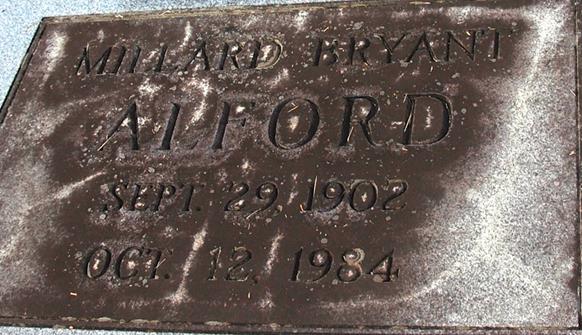 MILLARD BRYANT
ALFORD
SEPT. 29, 1902
OCT. 12, 1984